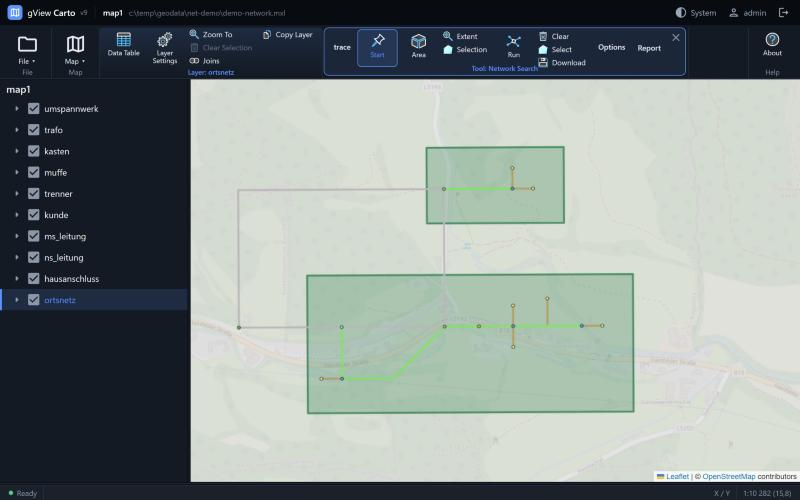 gView Carto v9 map1 c:\temp\geodata\net-demo\demo-network.mxl System admin
File
Map
File
Map
Data Table
Layer Settings
Zoom To
Clear Selection
Joins
Copy Layer
Layer: ortsnetz
trace
Start
Area
Extent
Selection
Run
Clear
Select
Download
Options
Report
Tool: Network Search
About
Help
map1
umspannwerk
trafo
kasten
muffe
trenner
kunde
ms_leitung
ns_leitung
hausanschluss
ortsnetz
Leaflet | © OpenStreetMap contributors
Ready
X / Y 1:10 282 (15,8)